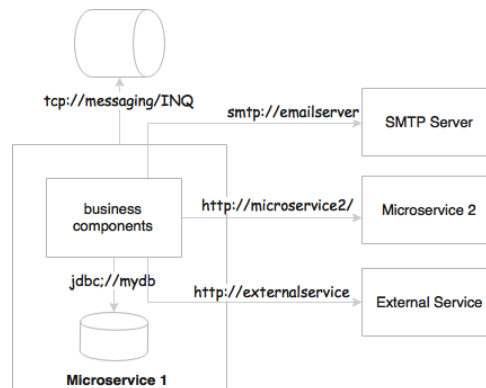 tcp://messaging/INQ
smtp://emailserver
SMTP Server
business
components
http://microservice2/
Microservice 2
jdbc;//mydb
http://externalservice
External Service
Microservice 1